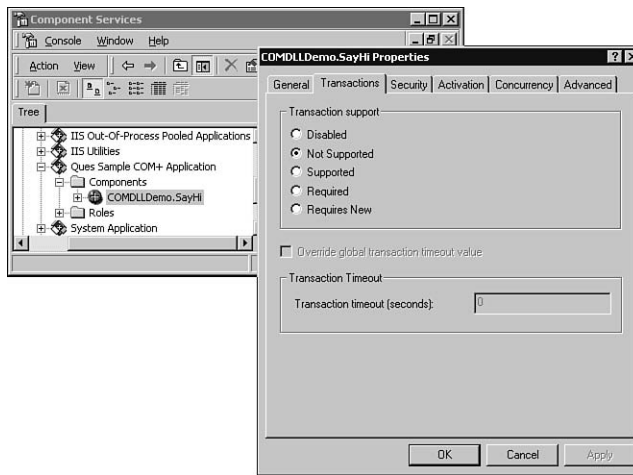 Component Services
Console Window Help
Action View
Tree
IIS Out-Of-Process Pooled Applications
IIS Utilities
Ques Sample COM+ Application
Components
COMDLLDemo.SayHi
Roles
System Application
COMDLLDemo.SayHi Properties
General Transactions Security Activation Concurrency Advanced
Transaction support
Disabled
Not Supported
Supported
Required
Requires New
Override global transaction timeout value
Transaction Timeout
Transaction timeout (seconds): 0
OK Cancel Apply